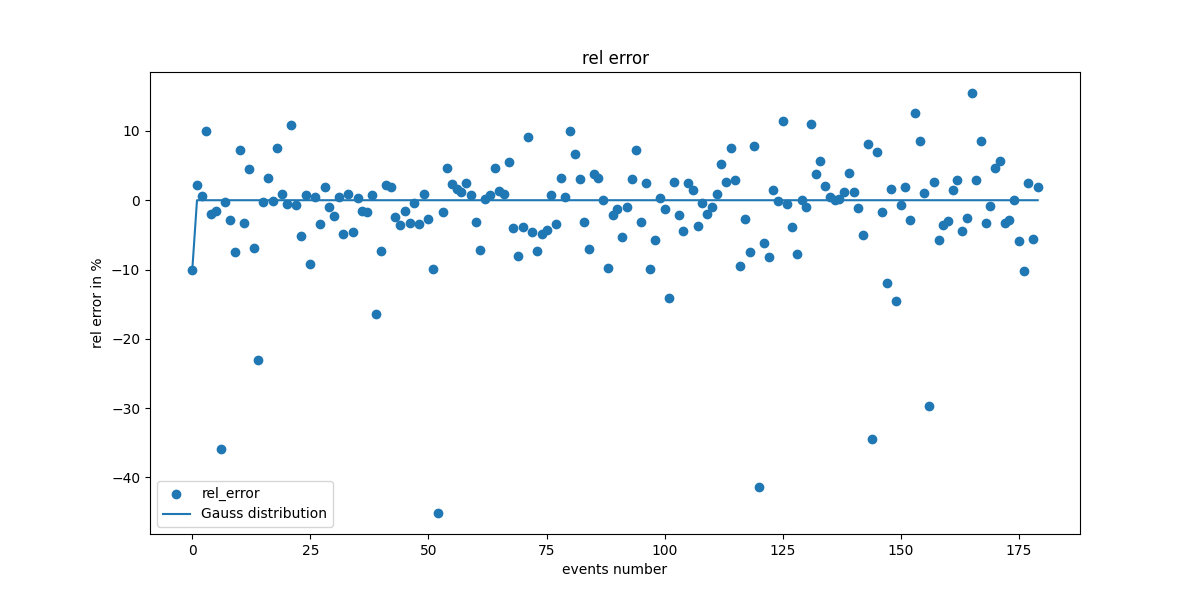 rel error
rel error in %
10
0
−10
−20
−30
−40
rel_error
Gauss distribution
0 25 50 75 100 125 150 175
events number